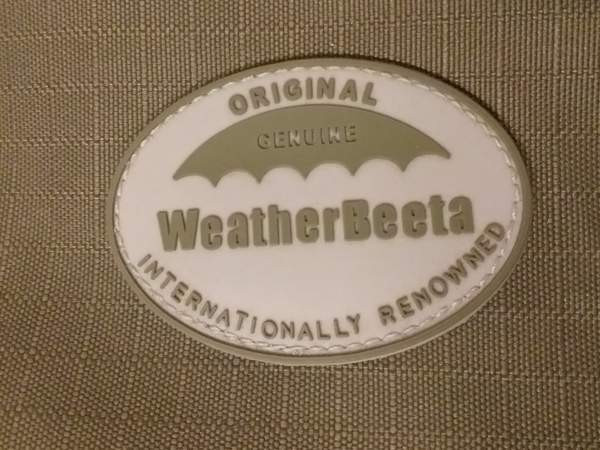 ORIGINAL
GENUINE
WeatherBeeta
INTERNATIONALLY RENOWNED